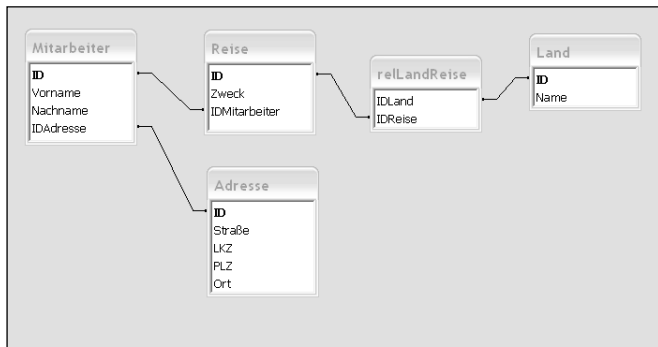 Mitarbeiter
ID
Vorname
Nachname
IDAdresse
Reise
ID
Zweck
IDMitarbeiter
relLandReise
IDLand
IDReise
Land
ID
Name
Adresse
ID
Straße
LKZ
PLZ
Ort